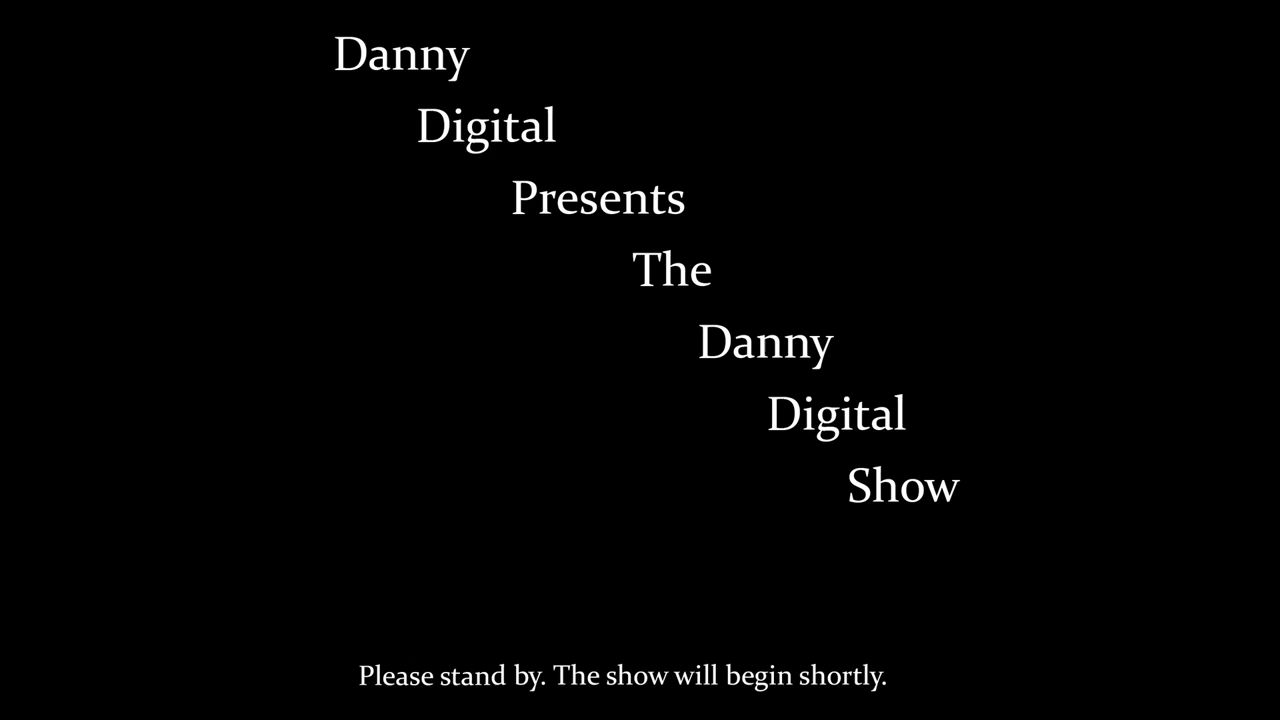 Danny
Digital
Presents
The
Danny
Digital
Show
Please stand by. The show will begin shortly.